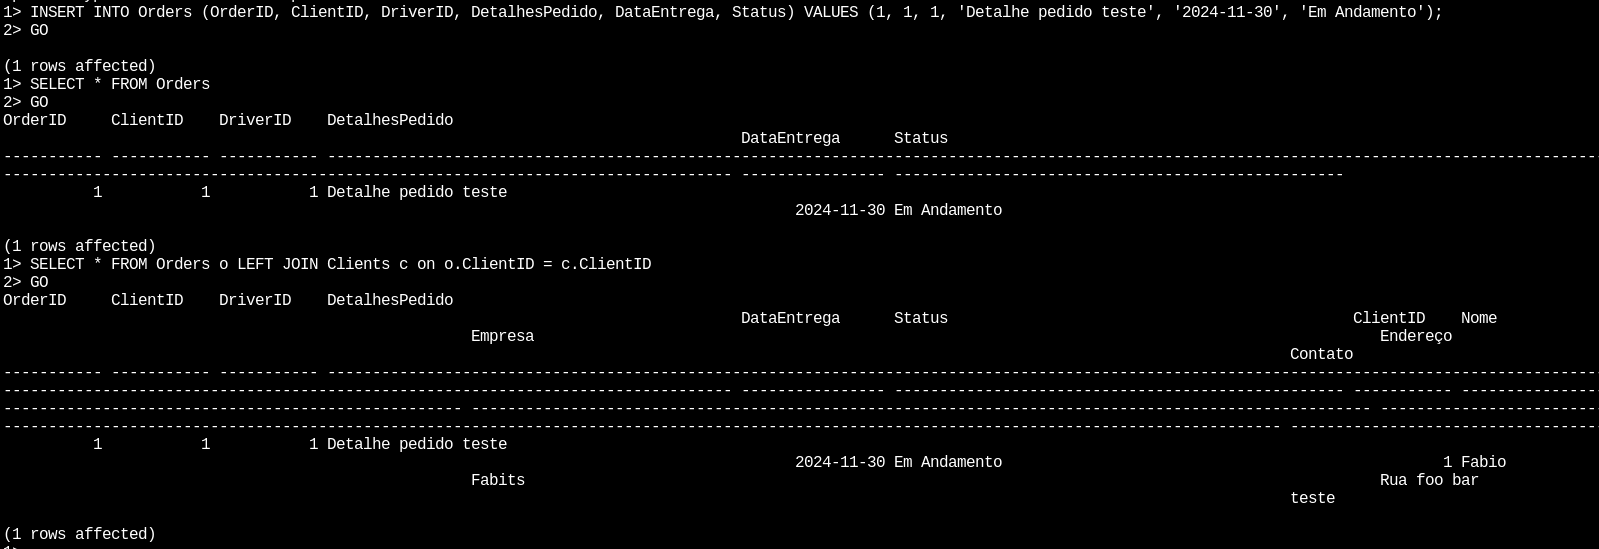 1> INSERT INTO Orders (OrderID, ClientID, DriverID, DetalhesPedido, DataEntrega, Status) VALUES (1, 1, 1, 'Detalhe pedido teste', '2024-11-30', 'Em Andamento');
2> GO
(1 rows affected)
1> SELECT * FROM Orders
2> GO
OrderID ClientID DriverID DetalhesPedido
DataEntrega Status
----------- ----------- ----------- ---------------------------------------------------------------------------------------------------------------------------------------------
--------------------------------------------------------------------------------- ---------------- --------------------------------------------------
1 1 1 Detalhe pedido teste
2024-11-30 Em Andamento
(1 rows affected)
1> SELECT * FROM Orders o LEFT JOIN Clients c on o.ClientID = c.ClientID
2> GO
OrderID ClientID DriverID DetalhesPedido
DataEntrega Status ClientID Nome
Empresa Endereço
Contato
----------- ----------- ----------- ---------------------------------------------------------------------------------------------------------------------------------------------
--------------------------------------------------------------------------------- ---------------- -------------------------------------------------- ----------- ----------------
--------------------------------------------------- ---------------------------------------------------------------------------------------------------- -------------------------
---------------------------------------------------------------------------------------------------------------------------------------------- -----------------------------------
1 1 1 Detalhe pedido teste
2024-11-30 Em Andamento 1 Fabio
Fabits Rua foo bar
teste
(1 rows affected)
1>